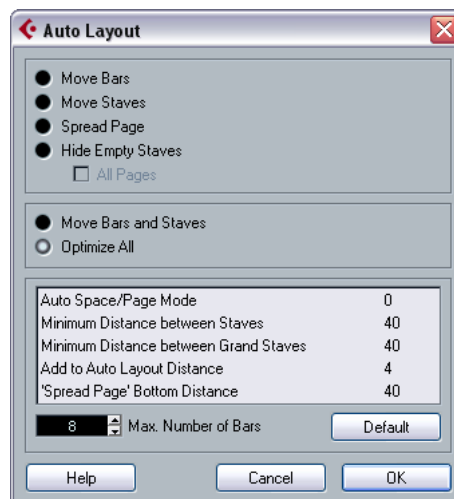 Auto Layout
Move Bars
Move Staves
Spread Page
Hide Empty Staves
All Pages
Move Bars and Staves
Optimize All
Auto Space/Page Mode 0
Minimum Distance between Staves 40
Minimum Distance between Grand Staves 40
Add to Auto Layout Distance 4
'Spread Page' Bottom Distance 40
8 Max. Number of Bars Default
Help Cancel OK